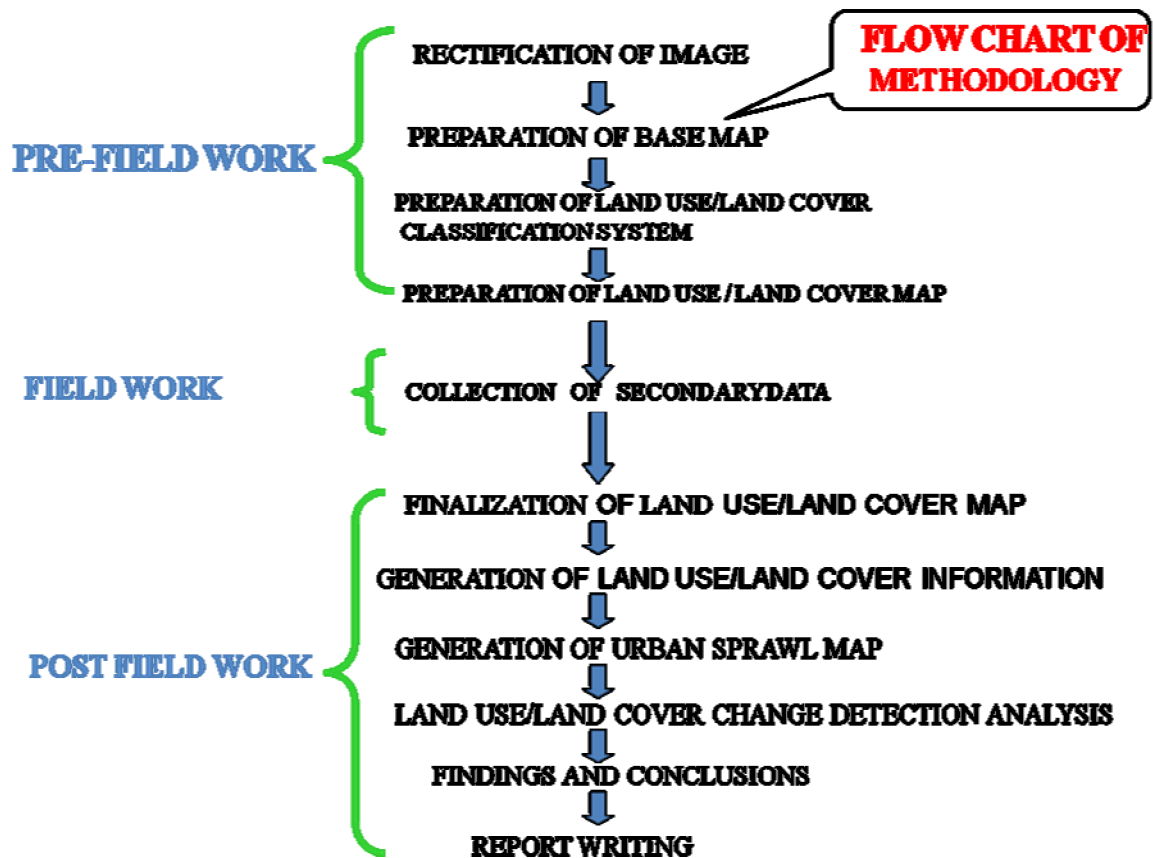 FLOW CHART OF
METHODOLOGY
RECTIFICATION OF IMAGE
PREPARATION OF BASE MAP
PRE-FIELD WORK
PREPARATION OF LAND USE/LAND COVER
CLASSIFICATION SYSTEM
PREPARATION OF LAND USE / LAND COVER MAP
FIELD WORK
COLLECTION OF SECONDARYDATA
FINALIZATION OF LAND USE/LAND COVER MAP
GENERATION OF LAND USE/LAND COVER INFORMATION
GENERATION OF URBAN SPRAWL MAP
POST FIELD WORK
LAND USE/LAND COVER CHANGE DETECTION ANALYSIS
FINDINGS AND CONCLUSIONS
REPORT WRITING